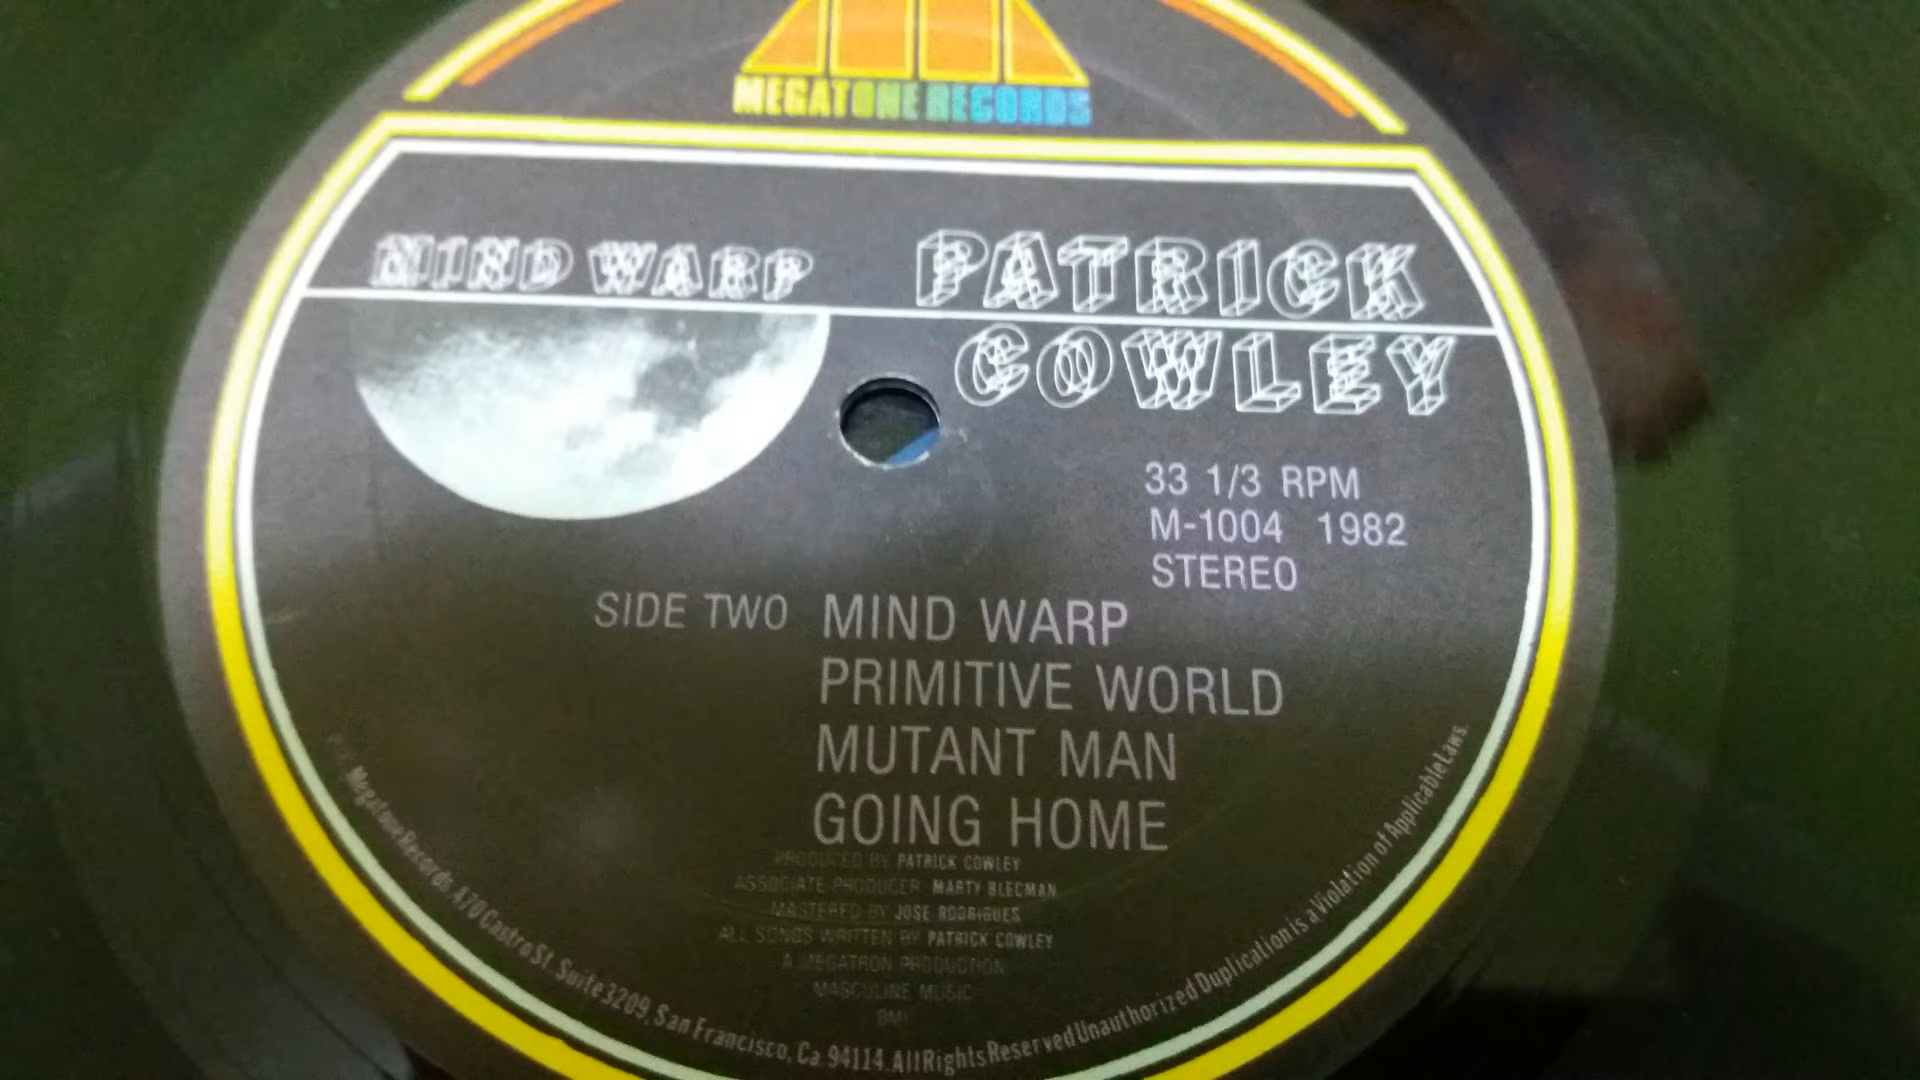 MEGATONE RECORDS
MIND WARP
PATRICK
COWLEY
33 1/3 RPM
M-1004 1982
STEREO
SIDE TWO MIND WARP
PRIMITIVE WORLD
MUTANT MAN
GOING HOME
PRODUCED BY PATRICK COWLEY
ASSOCIATE PRODUCER MARTY BLECMAN
MASTERED BY JOSE RODRIGUES
ALL SONGS WRITTEN BY PATRICK COWLEY
A MEGATRON PRODUCTION
MASCULINE MUSIC
BMI
Megatone Records 470 Castro St. Suite 3209, San Francisco, Ca. 94114. All Rights Reserved Unauthorized Duplication is a Violation of Applicable Laws.